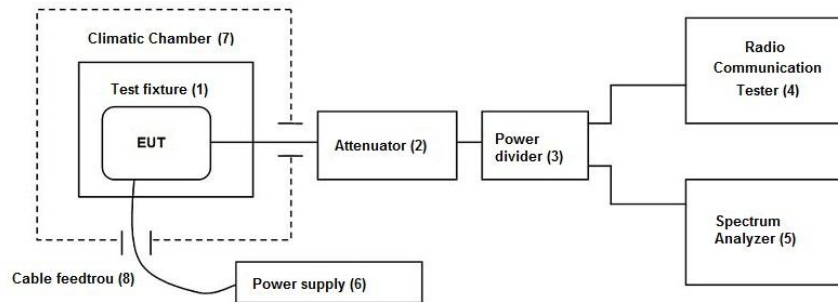 Climatic Chamber (7)
Test fixture (1)
EUT
Attenuator (2)
Power
divider (3)
Radio
Communication
Tester (4)
Spectrum
Analyzer (5)
Cable feedtrou (8)
Power supply (6)